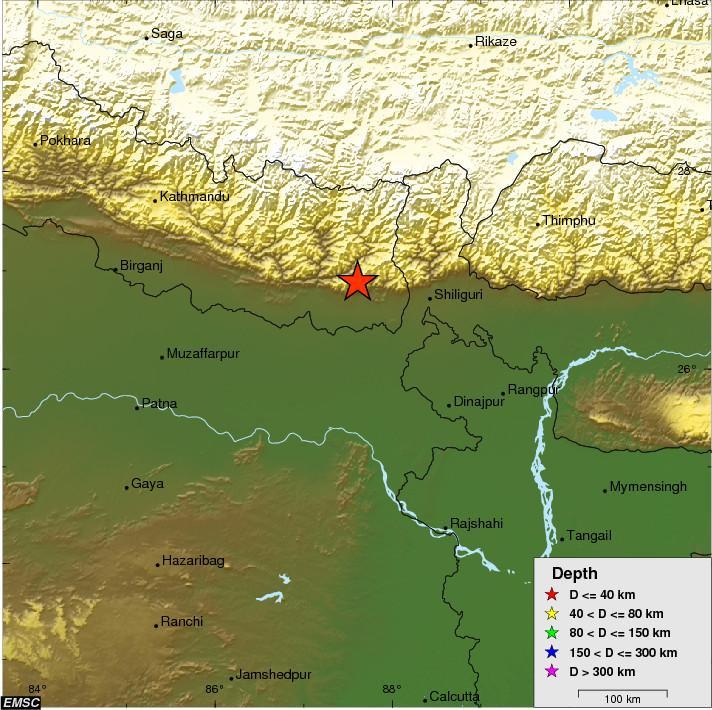 Lhasa
Saga
Rikaze
Pokhara
28°
Kathmandu
T
Thimphu
Birganj
Shiliguri
Muzaffarpur
26°
Rangpur
Patna
Dinajpur
Gaya
Mymensingh
Rajshahi
Tangail
Hazaribag
Depth
D <= 40 km
40 < D <= 80 km
80 < D <= 150 km
150 < D <= 300 km
D > 300 km
100 km
Ranchi
Jamshedpur
84°
86°
88°
Calcutta
EMSC